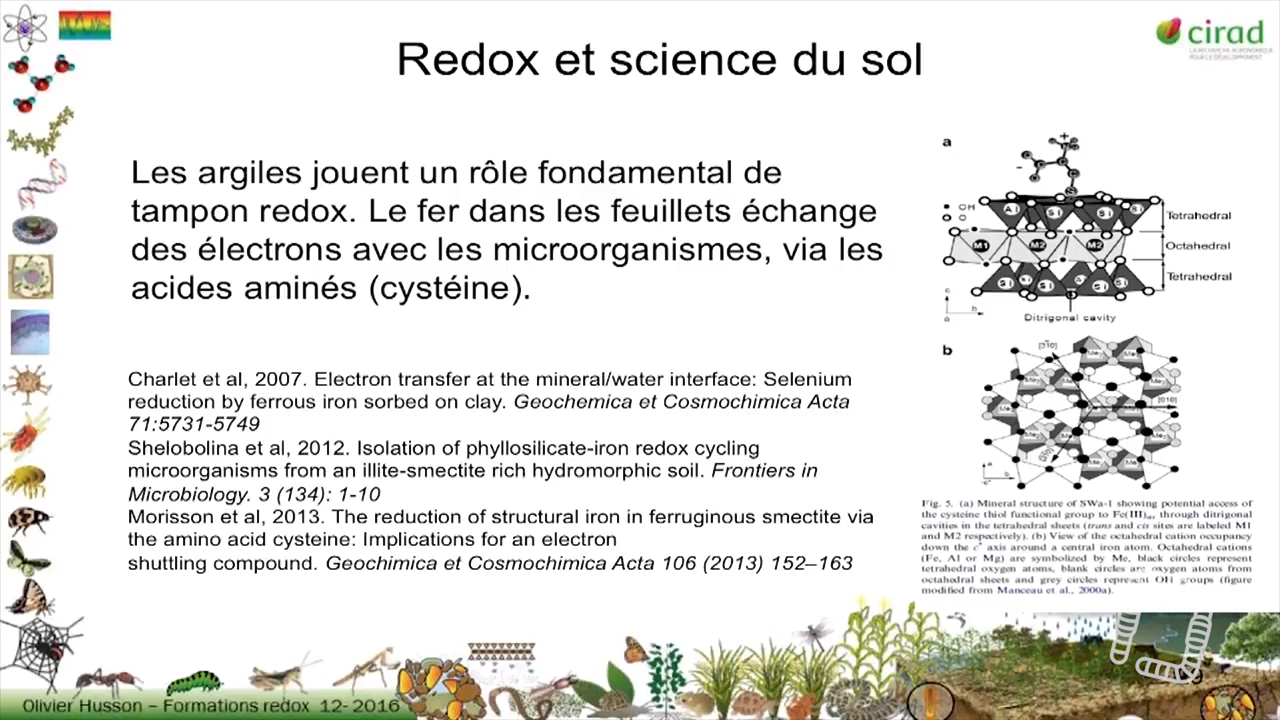 cirad
LA RECHERCHE AGRONOMIQUE
POUR LE DÉVELOPPEMENT
Redox et science du sol
Les argiles jouent un rôle fondamental de
tampon redox. Le fer dans les feuillets échange
des électrons avec les microorganismes, via les
acides aminés (cystéine).
Charlet et al, 2007. Electron transfer at the mineral/water interface: Selenium
reduction by ferrous iron sorbed on clay. Geochemica et Cosmochimica Acta
71:5731-5749
Shelobolina et al, 2012. Isolation of phyllosilicate-iron redox cycling
microorganisms from an illite-smectite rich hydromorphic soil. Frontiers in
Microbiology. 3 (134): 1-10
Morisson et al, 2013. The reduction of structural iron in ferruginous smectite via
the amino acid cysteine: Implications for an electron
shuttling compound. Geochimica et Cosmochimica Acta 106 (2013) 152–163
a
OH
O
Al Si Si Si
Tetrahedral
M1 M2 M2
Octahedral
Si Si Al Si Si
Tetrahedral
c
b
a
Ditrigonal cavity
b
[010]
Fig. 5. (a) Mineral structure of SWa-1 showing potential access of
the cysteine thiol functional group to Fe(III) through ditrigonal
cavities in the tetrahedral sheets (trans and cis sites are labeled M1
and M2 respectively). (b) View of the octahedral cation occupancy
down the c* axis around a central iron atom. Octahedral cations
(Fe, Al or Mg) are symbolized by Me, black circles represent
tetrahedral oxygen atoms, blank circles are oxygen atoms from
octahedral sheets and grey circles represent OH groups (figure
modified from Manceau et al., 2000a).
Olivier Husson – Formations redox 12- 2016